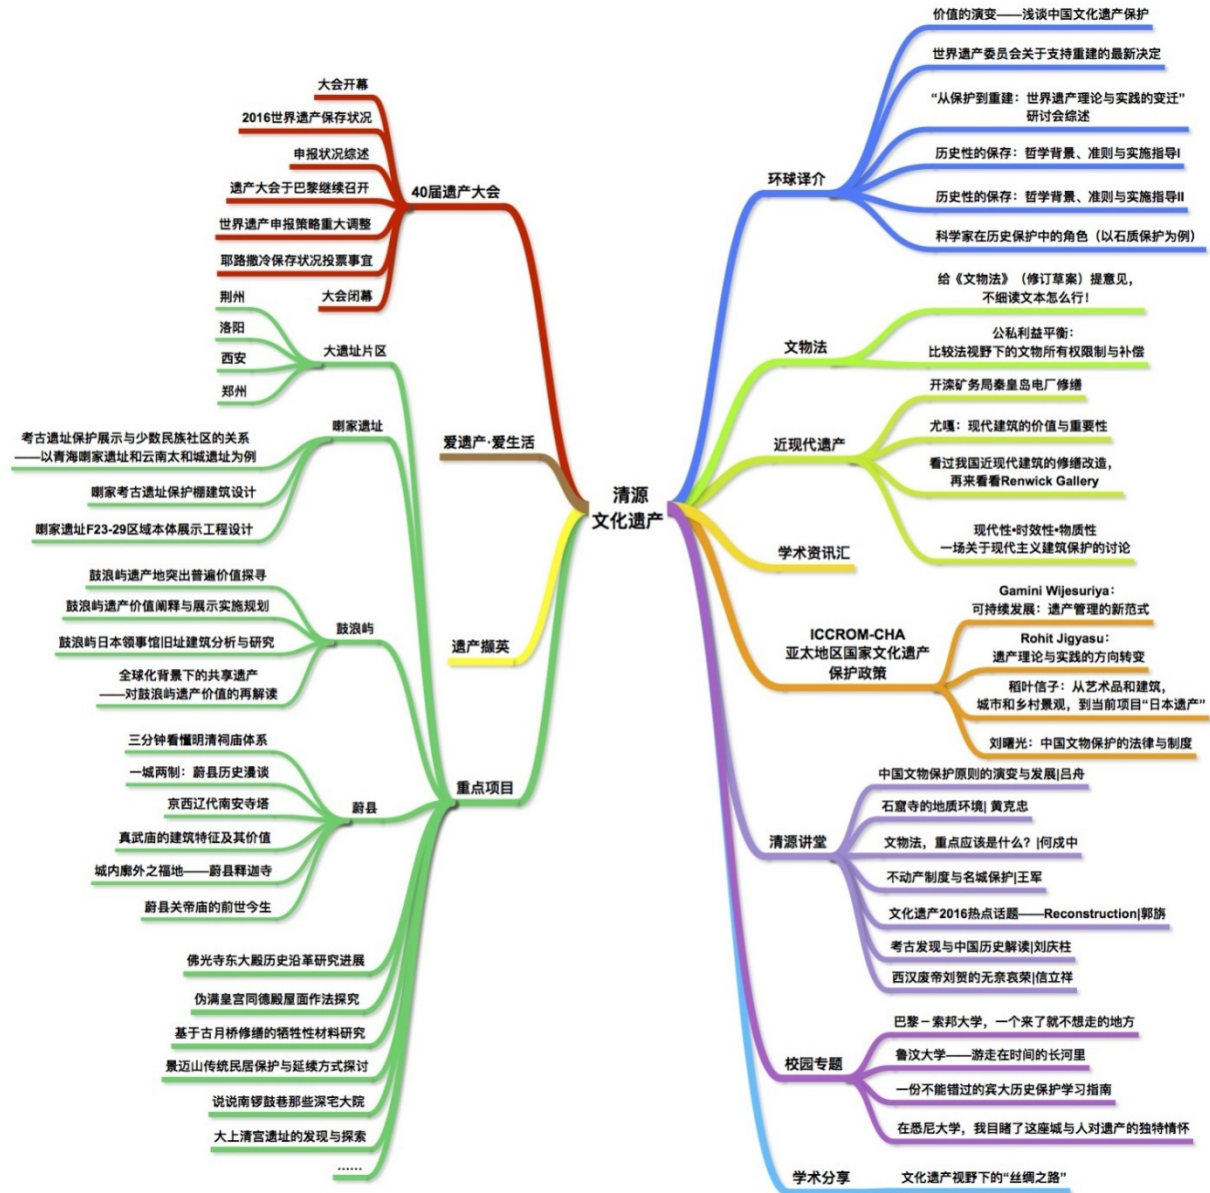 清源
文化遗产
40届遗产大会
大会开幕
2016世界遗产保存状况
申报状况综述
遗产大会于巴黎继续召开
世界遗产申报策略重大调整
耶路撒冷保存状况投票事宜
大会闭幕
爱遗产·爱生活
遗产撷英
重点项目
大遗址片区
荆州
洛阳
西安
郑州
喇家遗址
考古遗址保护展示与少数民族社区的关系
——以青海喇家遗址和云南太和城遗址为例
喇家考古遗址保护棚建筑设计
喇家遗址F23-29区域本体展示工程设计
鼓浪屿
鼓浪屿遗产地突出普遍价值探寻
鼓浪屿遗产价值阐释与展示实施规划
鼓浪屿日本领事馆旧址建筑分析与研究
全球化背景下的共享遗产
——对鼓浪屿遗产价值的再解读
蔚县
三分钟看懂明清祠庙体系
一城两制：蔚县历史漫谈
京西辽代南安寺塔
真武庙的建筑特征及其价值
城内廓外之福地——蔚县释迦寺
蔚县关帝庙的前世今生
佛光寺东大殿历史沿革研究进展
伪满皇宫同德殿屋面作法探究
基于古月桥修缮的牺牲性材料研究
景迈山传统民居保护与延续方式探讨
说说南锣鼓巷那些深宅大院
大上清宫遗址的发现与探索
……
环球译介
价值的演变——浅谈中国文化遗产保护
世界遗产委员会关于支持重建的最新决定
“从保护到重建：世界遗产理论与实践的变迁”
研讨会综述
历史性的保存：哲学背景、准则与实施指导I
历史性的保存：哲学背景、准则与实施指导II
科学家在历史保护中的角色（以石质保护为例）
文物法
给《文物法》（修订草案）提意见，
不细读文本怎么行！
公私利益平衡：
比较法视野下的文物所有权限制与补偿
近现代遗产
开滦矿务局秦皇岛电厂修缮
尤嘎：现代建筑的价值与重要性
看过我国近现代建筑的修缮改造，
再来看看Renwick Gallery
现代性•时效性•物质性
一场关于现代主义建筑保护的讨论
学术资讯汇
ICCROM-CHA
亚太地区国家文化遗产
保护政策
Gamini Wijesuriya：
可持续发展：遗产管理的新范式
Rohit Jigyasu：
遗产理论与实践的方向转变
稻叶信子：从艺术品和建筑，
城市和乡村景观，到当前项目“日本遗产”
刘曙光：中国文物保护的法律与制度
清源讲堂
中国文物保护原则的演变与发展|吕舟
石窟寺的地质环境| 黄克忠
文物法，重点应该是什么？|何戍中
不动产制度与名城保护|王军
文化遗产2016热点话题——Reconstruction|郭旃
考古发现与中国历史解读|刘庆柱
西汉废帝刘贺的无奈哀荣|信立祥
校园专题
巴黎－索邦大学，一个来了就不想走的地方
鲁汶大学——游走在时间的长河里
一份不能错过的宾大历史保护学习指南
在悉尼大学，我目睹了这座城与人对遗产的独特情怀
学术分享
文化遗产视野下的“丝绸之路”